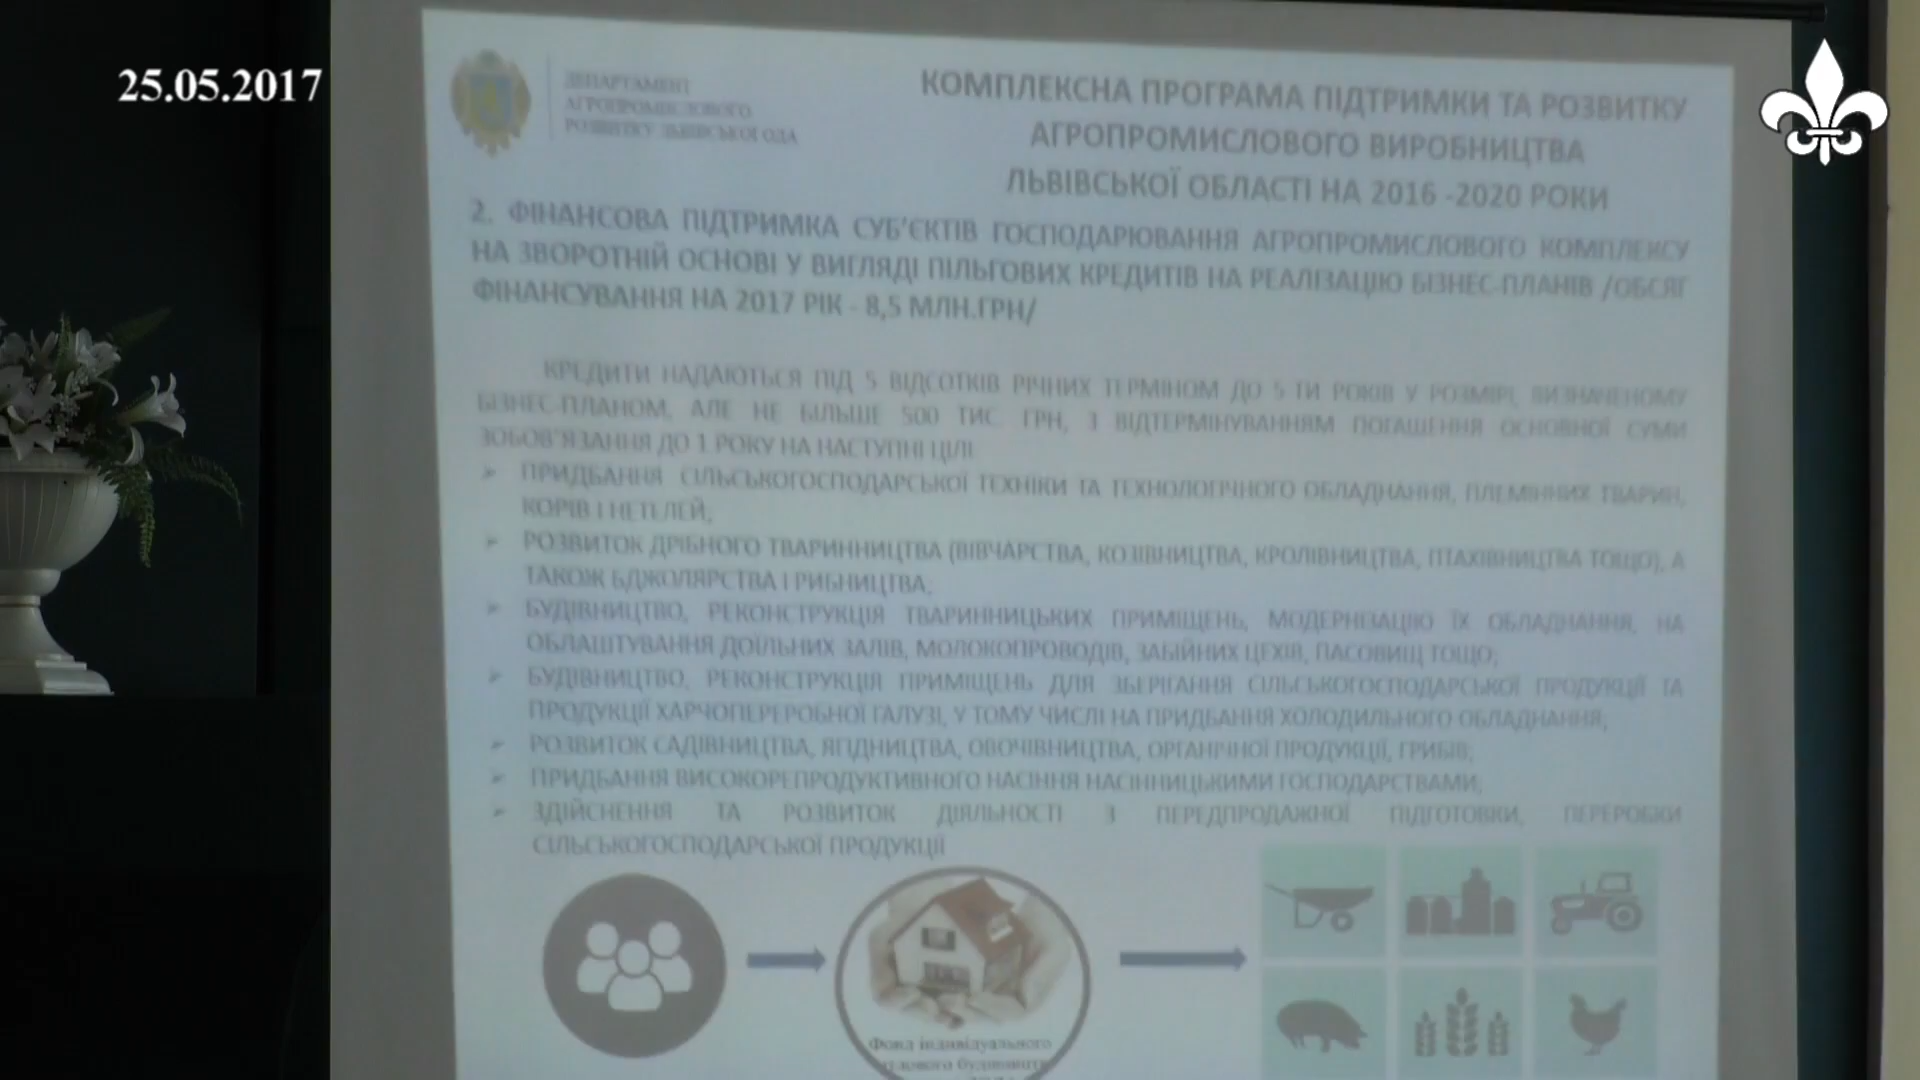 25.05.2017
ДЕПАРТАМЕНТ
АГРОПРОМИСЛОВОГО
РОЗВИТКУ ЛЬВІВСЬКОЇ ОДА
КОМПЛЕКСНА ПРОГРАМА ПІДТРИМКИ ТА РОЗВИТКУ
АГРОПРОМИСЛОВОГО ВИРОБНИЦТВА
ЛЬВІВСЬКОЇ ОБЛАСТІ НА 2016 -2020 РОКИ
2. ФІНАНСОВА ПІДТРИМКА СУБ'ЄКТІВ ГОСПОДАРЮВАННЯ АГРОПРОМИСЛОВОГО КОМПЛЕКСУ
НА ЗВОРОТНІЙ ОСНОВІ У ВИГЛЯДІ ПІЛЬГОВИХ КРЕДИТІВ НА РЕАЛІЗАЦІЮ БІЗНЕС-ПЛАНІВ /ОБСЯГ
ФІНАНСУВАННЯ НА 2017 РІК - 8,5 МЛН.ГРН/
КРЕДИТИ НАДАЮТЬСЯ ПІД 5 ВІДСОТКІВ РІЧНИХ ТЕРМІНОМ ДО 5 ТИ РОКІВ У РОЗМІРІ, ВИЗНАЧЕНОМУ
БІЗНЕС-ПЛАНОМ, АЛЕ НЕ БІЛЬШЕ 500 ТИС. ГРН, З ВІДТЕРМІНУВАННЯМ ПОГАШЕННЯ ОСНОВНОЇ СУМИ
ЗОБОВ'ЯЗАННЯ ДО 1 РОКУ НА НАСТУПНІ ЦІЛІ:
➢ ПРИДБАННЯ СІЛЬСЬКОГОСПОДАРСЬКОЇ ТЕХНІКИ ТА ТЕХНОЛОГІЧНОГО ОБЛАДНАННЯ, ПЛЕМІННИХ ТВАРИН,
КОРІВ І НЕТЕЛЕЙ;
➢ РОЗВИТОК ДРІБНОГО ТВАРИННИЦТВА (ВІВЧАРСТВА, КОЗІВНИЦТВА, КРОЛІВНИЦТВА, ПТАХІВНИЦТВА ТОЩО), А
ТАКОЖ БДЖОЛЯРСТВА І РИБНИЦТВА;
➢ БУДІВНИЦТВО, РЕКОНСТРУКЦІЯ ТВАРИННИЦЬКИХ ПРИМІЩЕНЬ, МОДЕРНІЗАЦІЮ ЇХ ОБЛАДНАННЯ, НА
ОБЛАШТУВАННЯ ДОЇЛЬНИХ ЗАЛІВ, МОЛОКОПРОВОДІВ, ЗАБІЙНИХ ЦЕХІВ, ПАСОВИЩ ТОЩО;
➢ БУДІВНИЦТВО, РЕКОНСТРУКЦІЯ ПРИМІЩЕНЬ ДЛЯ ЗБЕРІГАННЯ СІЛЬСЬКОГОСПОДАРСЬКОЇ ПРОДУКЦІЇ ТА
ПРОДУКЦІЇ ХАРЧОПЕРЕРОБНОЇ ГАЛУЗІ, У ТОМУ ЧИСЛІ НА ПРИДБАННЯ ХОЛОДИЛЬНОГО ОБЛАДНАННЯ;
➢ РОЗВИТОК САДІВНИЦТВА, ЯГІДНИЦТВА, ОВОЧІВНИЦТВА, ОРГАНІЧНОЇ ПРОДУКЦІЇ, ГРИБІВ;
➢ ПРИДБАННЯ ВИСОКОРЕПРОДУКТИВНОГО НАСІННЯ НАСІННИЦЬКИМИ ГОСПОДАРСТВАМИ;
➢ ЗДІЙСНЕННЯ ТА РОЗВИТОК ДІЯЛЬНОСТІ З ПЕРЕДПРОДАЖНОЇ ПІДГОТОВКИ, ПЕРЕРОБКИ
СІЛЬСЬКОГОСПОДАРСЬКОЇ ПРОДУКЦІЇ
Фонд індивідуального